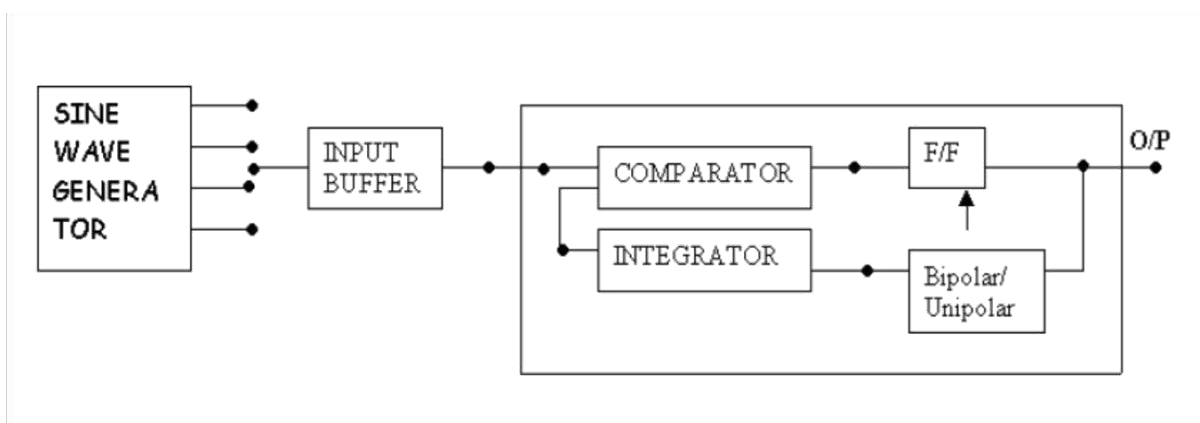 SINE
WAVE
GENERA
TOR
INPUT
BUFFER
COMPARATOR
INTEGRATOR
F/F
Bipolar/
Unipolar
O/P